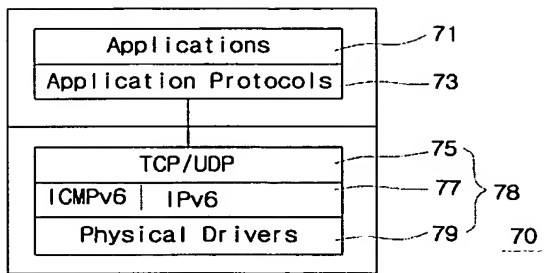 Applications 71
Application Protocols 73
TCP/UDP 75
ICMPv6 IPv6 77
78
Physical Drivers 79
70